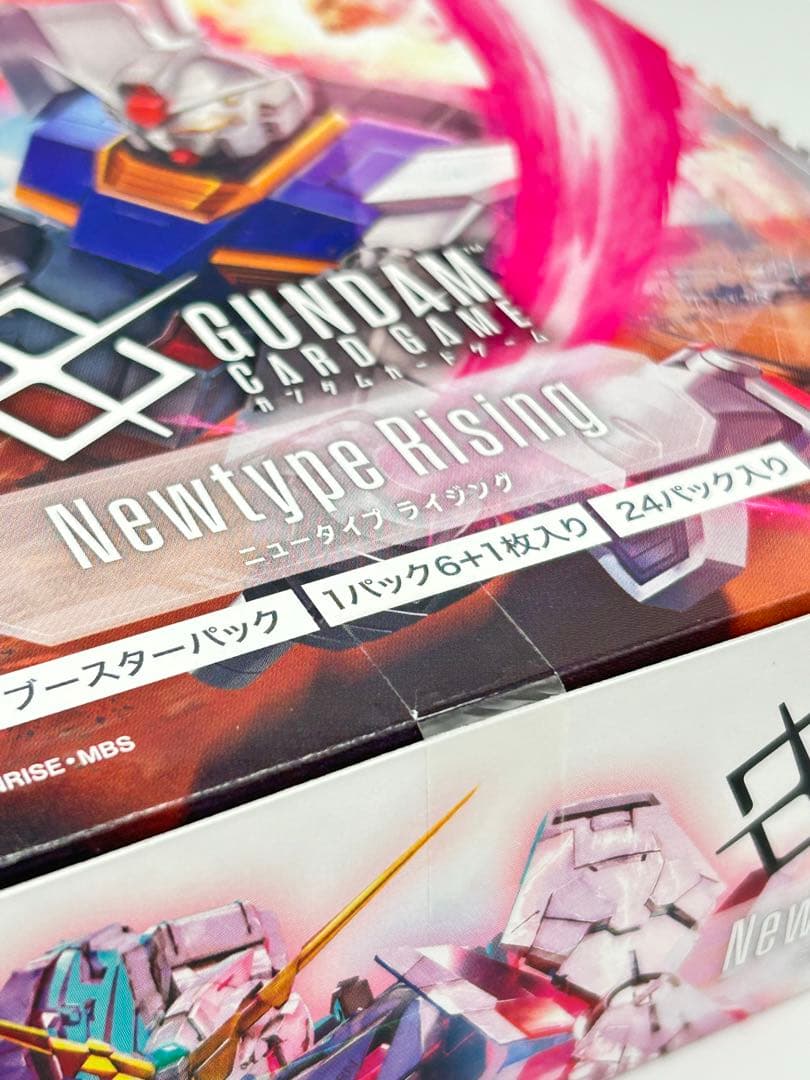 GUNDAM™
CARD GAME
ガンダムカードゲーム
Newtype Rising
ニュータイプ ライジング
ブースターパック
1パック6+1枚入り
24パック入り
NRISE・MBS
New